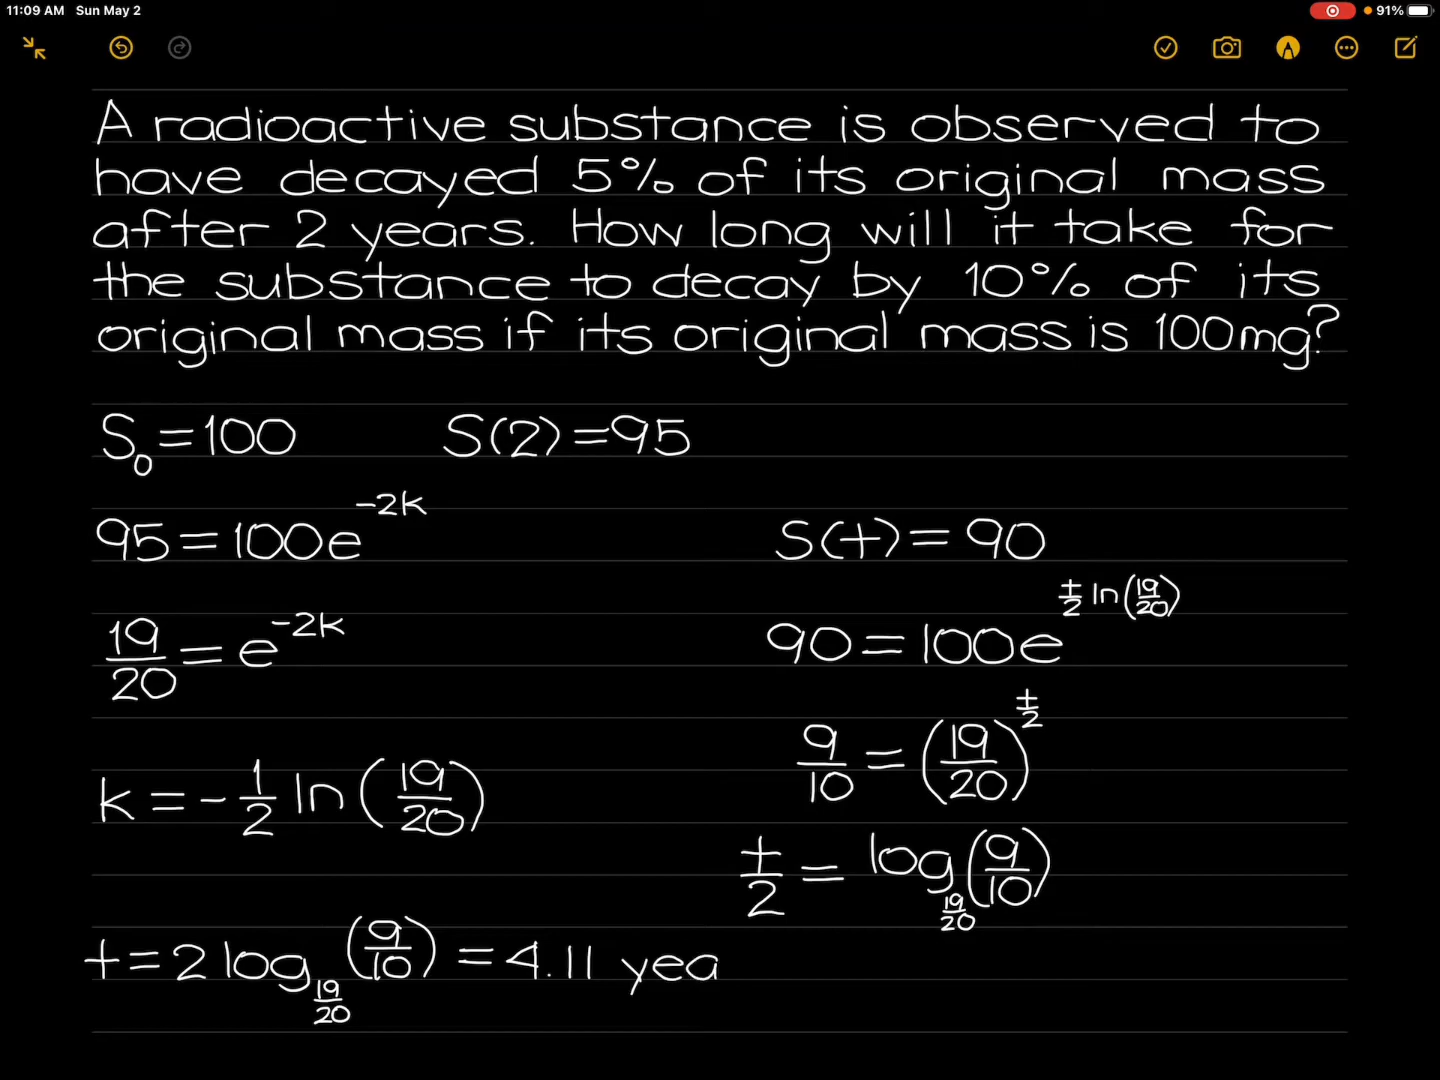 11:09 AM Sun May 2
91%
A radioactive substance is observed to
have decayed 5% of its original mass
after 2 years. How long will it take for
the substance to decay by 10% of its
original mass if its original mass is 100mg?
S₀ = 100 S(2) = 95
95 = 100e^(-2k)
S(t) = 90
19/20 = e^(-2k)
90 = 100e^(t/2 ln(19/20))
k = -1/2 ln(19/20)
9/10 = (19/20)^(t/2)
t/2 = log_(19/20)(9/10)
t = 2 log_(19/20)(9/10) = 4.11 yea